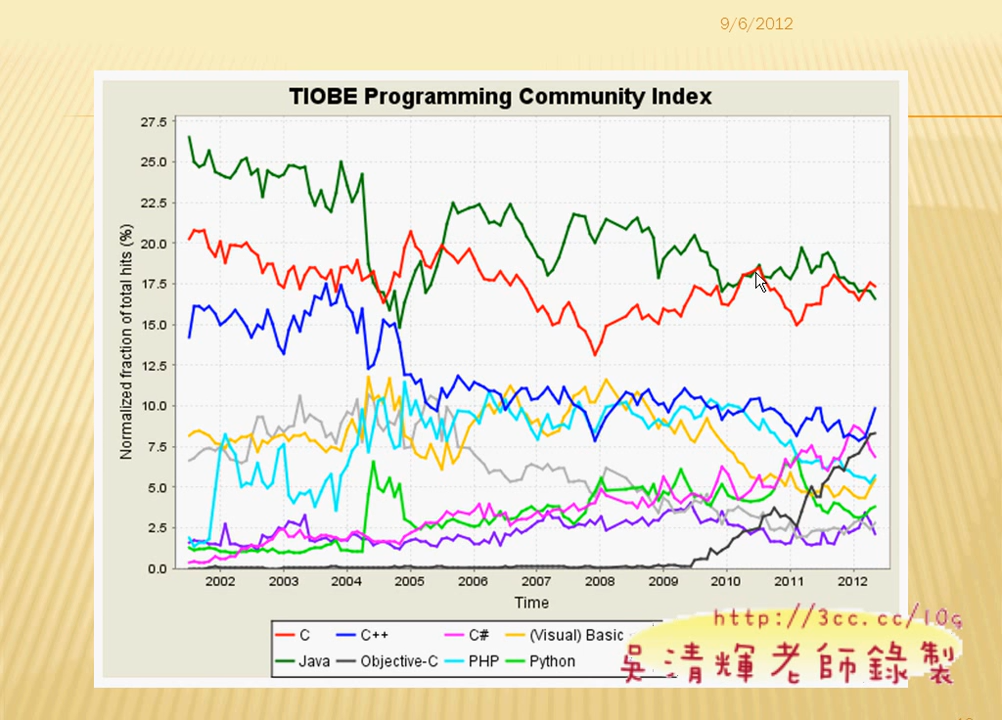 9/6/2012
TIOBE Programming Community Index
Normalized fraction of total hits (%)
27.5
25.0
22.5
20.0
17.5
15.0
12.5
10.0
7.5
5.0
2.5
0.0
2002 2003 2004 2005 2006 2007 2008 2009 2010 2011 2012
Time
C C++ C# (Visual) Basic
Java Objective-C PHP Python
http://3cc.cc/10g
吳清輝老師錄製